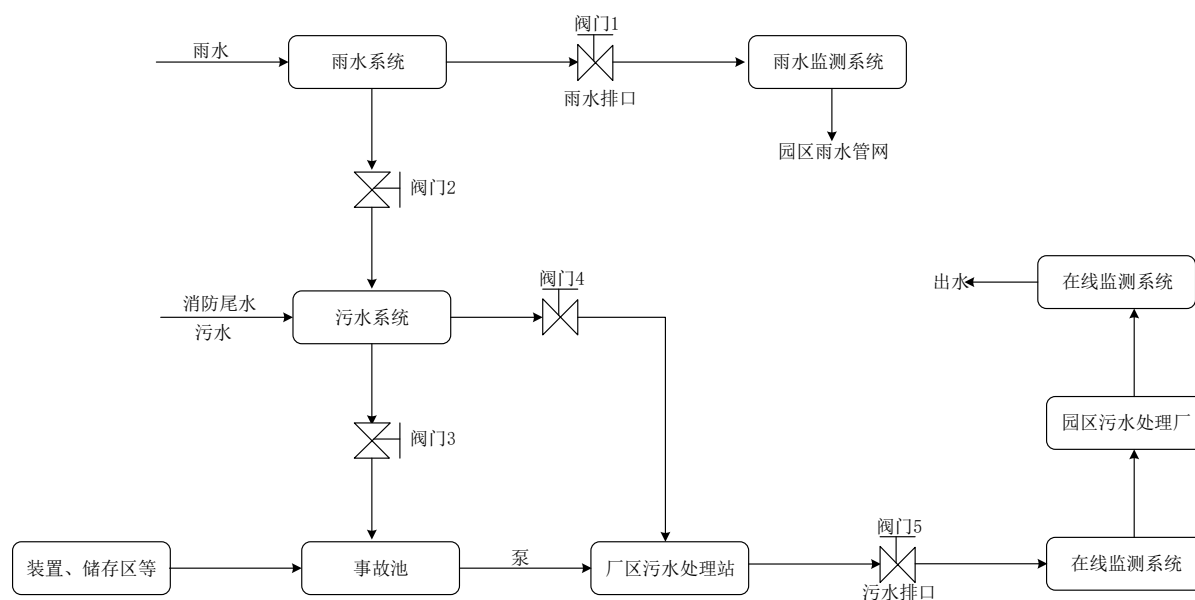 阀门1
雨水
雨水系统
雨水监测系统
雨水排口
园区雨水管网
阀门2
阀门4
出水
在线监测系统
消防尾水
污水
污水系统
园区污水处理厂
阀门3
阀门5
泵
装置、储存区等
事故池
厂区污水处理站
在线监测系统
污水排口